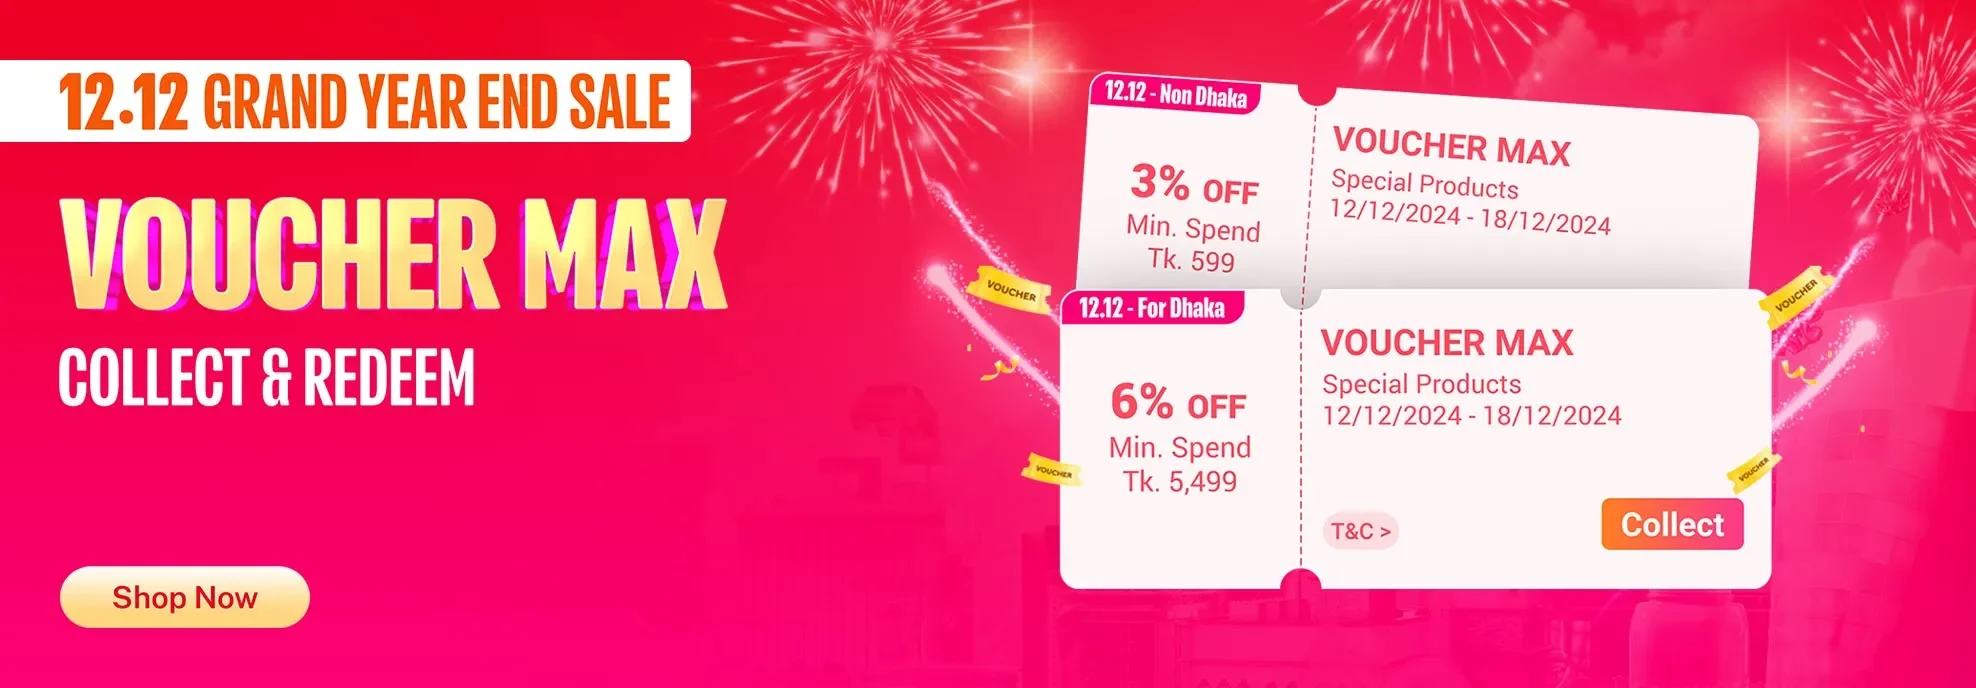 12.12 GRAND YEAR END SALE
VOUCHER MAX
COLLECT & REDEEM
Shop Now
12.12 - Non Dhaka
3% OFF
Min. Spend
Tk. 599
VOUCHER MAX
Special Products
12/12/2024 - 18/12/2024
12.12 - For Dhaka
6% OFF
Min. Spend
Tk. 5,499
VOUCHER MAX
Special Products
12/12/2024 - 18/12/2024
T&C >
Collect
VOUCHER
VOUCHER
VOUCHER
VOUCHER